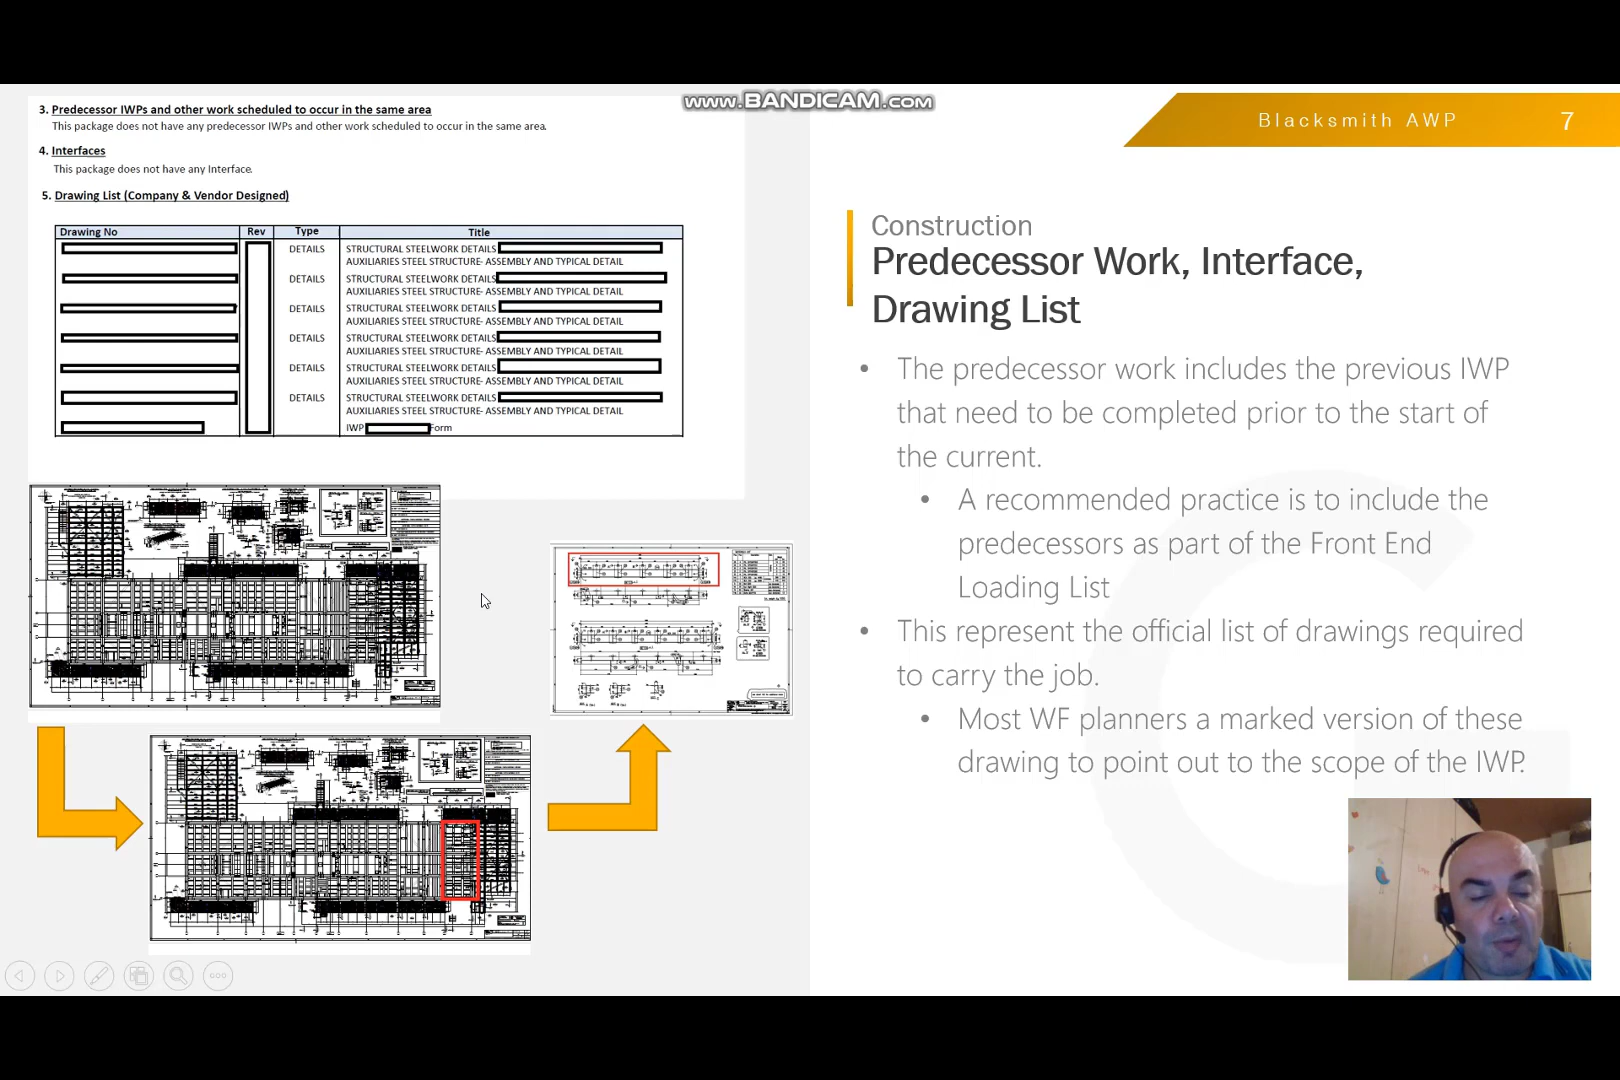 www.BANDICAM.com
Blacksmith AWP 7
3. Predecessor IWPs and other work scheduled to occur in the same area
This package does not have any predecessor IWPs and other work scheduled to occur in the same area.
4. Interfaces
This package does not have any Interface.
5. Drawing List (Company & Vendor Designed)
Drawing No Rev Type Title
DETAILS STRUCTURAL STEELWORK DETAILS
AUXILIARIES STEEL STRUCTURE- ASSEMBLY AND TYPICAL DETAIL
DETAILS STRUCTURAL STEELWORK DETAILS
AUXILIARIES STEEL STRUCTURE- ASSEMBLY AND TYPICAL DETAIL
DETAILS STRUCTURAL STEELWORK DETAILS
AUXILIARIES STEEL STRUCTURE- ASSEMBLY AND TYPICAL DETAIL
DETAILS STRUCTURAL STEELWORK DETAILS
AUXILIARIES STEEL STRUCTURE- ASSEMBLY AND TYPICAL DETAIL
DETAILS STRUCTURAL STEELWORK DETAILS
AUXILIARIES STEEL STRUCTURE- ASSEMBLY AND TYPICAL DETAIL
DETAILS STRUCTURAL STEELWORK DETAILS
AUXILIARIES STEEL STRUCTURE- ASSEMBLY AND TYPICAL DETAIL
IWP Form
Construction
Predecessor Work, Interface,
Drawing List
• The predecessor work includes the previous IWP
that need to be completed prior to the start of
the current.
• A recommended practice is to include the
predecessors as part of the Front End
Loading List
• This represent the official list of drawings required
to carry the job.
• Most WF planners a marked version of these
drawing to point out to the scope of the IWP.